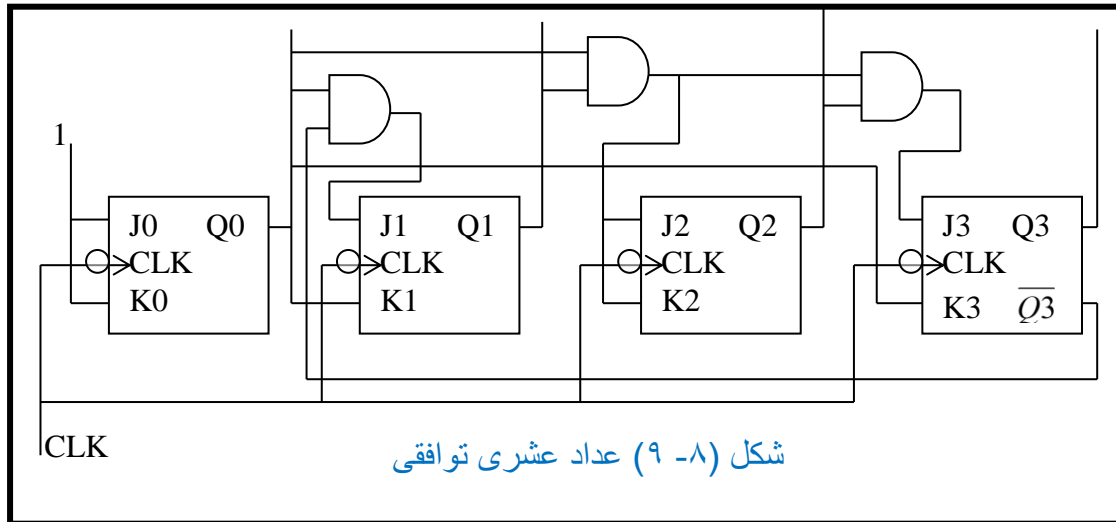 1
J0 Q0 J1 Q1 J2 Q2 J3 Q3
CLK CLK CLK CLK
K0 K1 K2 K3 Q̅3̅
CLK
شكل (٨- ٩) عداد عشرى توافقى